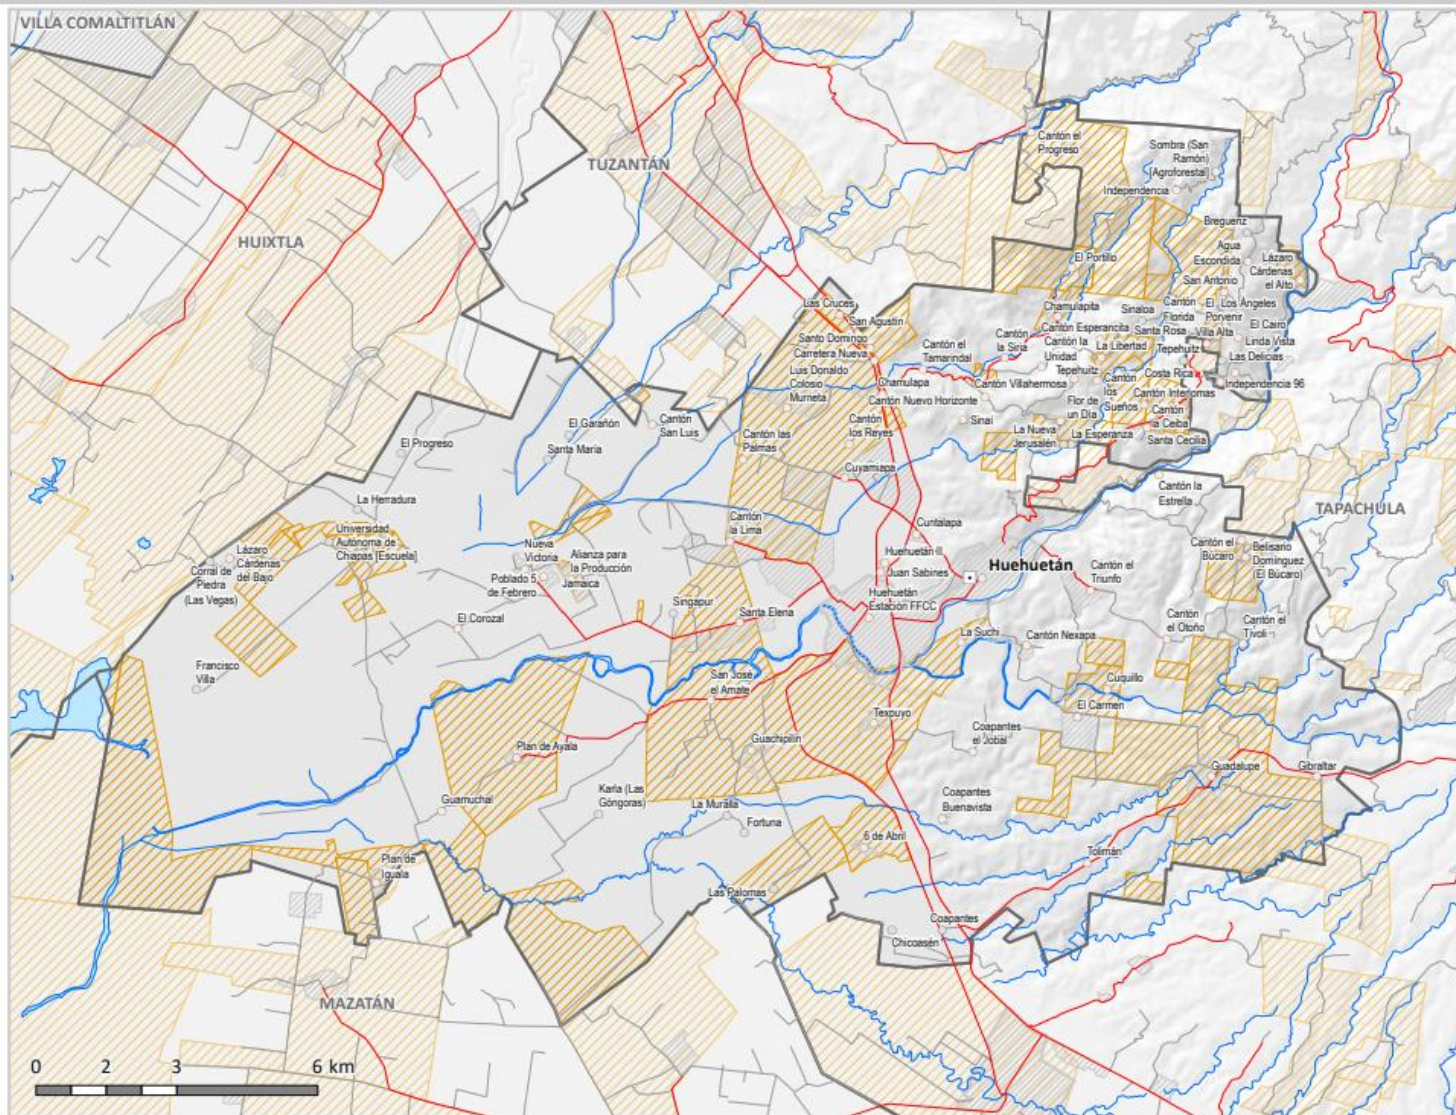 VILLA COMALTITLÁN
TUZANTÁN
HUIXTLA
Cantón el
Progreso
Sombra (San
Ramón)
[Agroforestal]
Independencia
Breguenz
Agua
Escondida
Lázaro
Cárdenas
el Alto
El Portillo
San Antonio
Las Cruces
San Agustín
Chamulapita
Sinaloa
Cantón
Florida
El
Porvenir
Los Ángeles
El Cairo
Santo Domingo
Carretera Nueva
Cantón el
Tamarindal
Cantón
la Siria
Cantón Esperancita
Cantón la
Unidad
La Libertad
Santa Rosa
Villa Alta
Linda Vista
Tepehuitz
Las Delicias
Luis Donaldo
Colosio
Murrieta
Chamulapa
Cantón Villahermosa
Tepehuitz
Costa Rica
Independencia 96
Cantón Nuevo Horizonte
Cantón
los
Sueños
Cantón Interiomas
Flor de
un Día
Cantón
la Ceiba
Cantón
los Reyes
Sinaí
La Nueva
Jerusalén
La Esperanza
Santa Cecilia
El Garañón
Cantón
San Luis
El Progreso
Santa María
Cantón las
Palmas
Cuyamiapa
Cantón la
Estrella
TAPACHULA
La Herradura
Universidad
Autónoma de
Chiapas [Escuela]
Cantón
la Lima
Cuntalapa
Lázaro
Cárdenas
del Bajo
Nueva
Victoria
Alianza para
la Producción
Huehuetán II
Juan Sabines
Huehuetán
Cantón el
Búcaro
Belisario
Domínguez
(El Búcaro)
Corral de
Piedra
(Las Vegas)
Poblado 5
de Febrero
Jamaica
Cantón el
Triunfo
Huehuetán
Estación FFCC
Singapur
Santa Elena
El Corozal
Cantón
el Otoño
Cantón el
Tívoli
La Suchi
Cantón Nexapa
Francisco
Villa
San José
el Amate
Cuquillo
El Carmen
Texpuyo
Coapantes
el Jobal
Guachipilín
Plan de Ayala
Guadalupe
Gibraltar
Karla (Las
Góngoras)
Guamuchal
La Muralla
Coapantes
Buenavista
Fortuna
6 de Abril
Tolimán
Plan de
Iguala
Las Palomas
Coapantes
Chicoasén
MAZATÁN
0 2 3 6 km